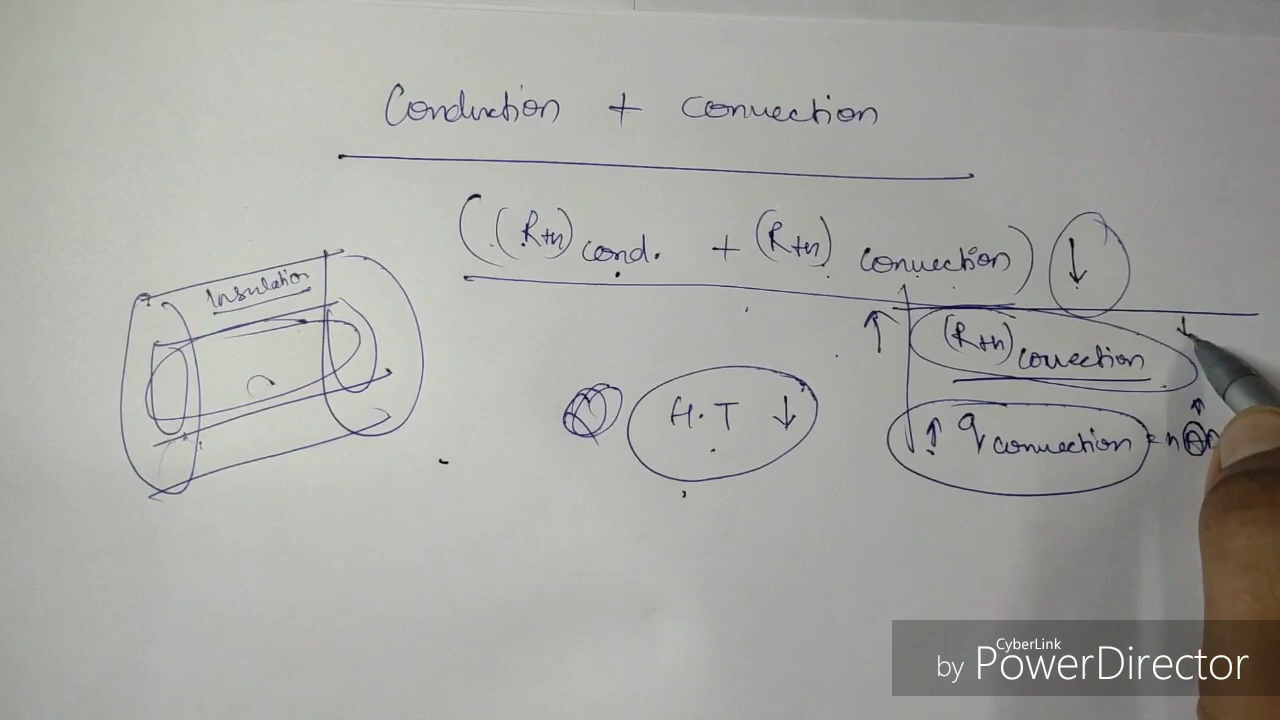 Conduction + Convection
((Rth) cond. + (Rth) convection) ↓
Insulation
↑ (Rth) convection ↓
H.T ↓
↑ q convection = h A
CyberLink
by PowerDirector